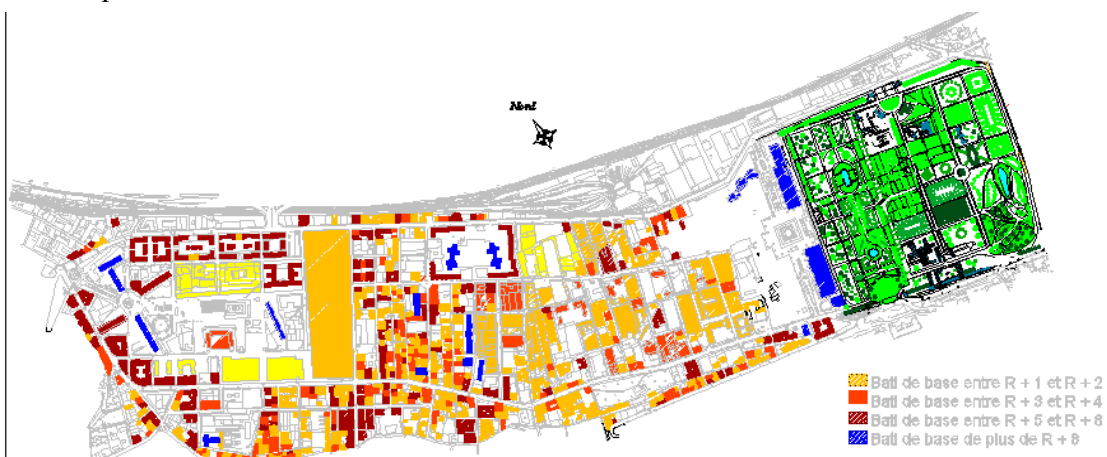 Nord
Bati de base entre R + 1 et R + 2
Bati de base entre R + 3 et R + 4
Bati de base entre R + 5 et R + 8
Bati de base de plus de R + 8